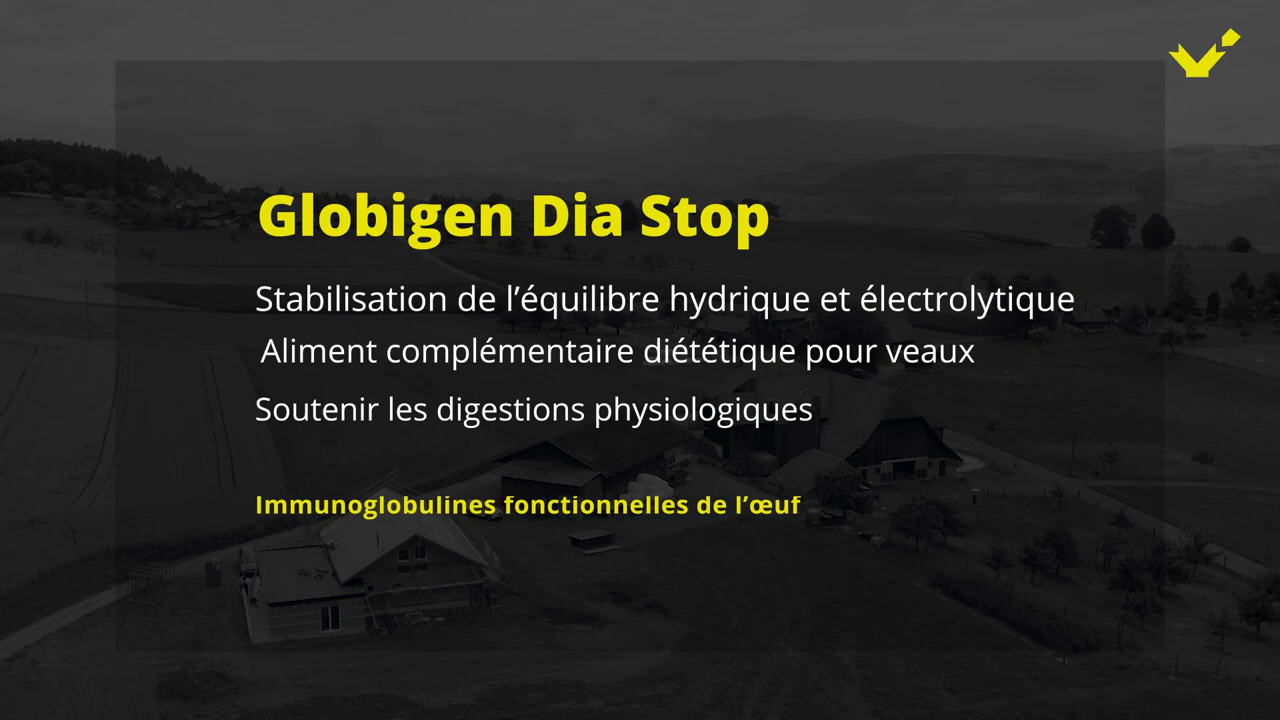 Globigen Dia Stop
Stabilisation de l’équilibre hydrique et électrolytique
Aliment complémentaire diététique pour veaux
Soutenir les digestions physiologiques
Immunoglobulines fonctionnelles de l’œuf